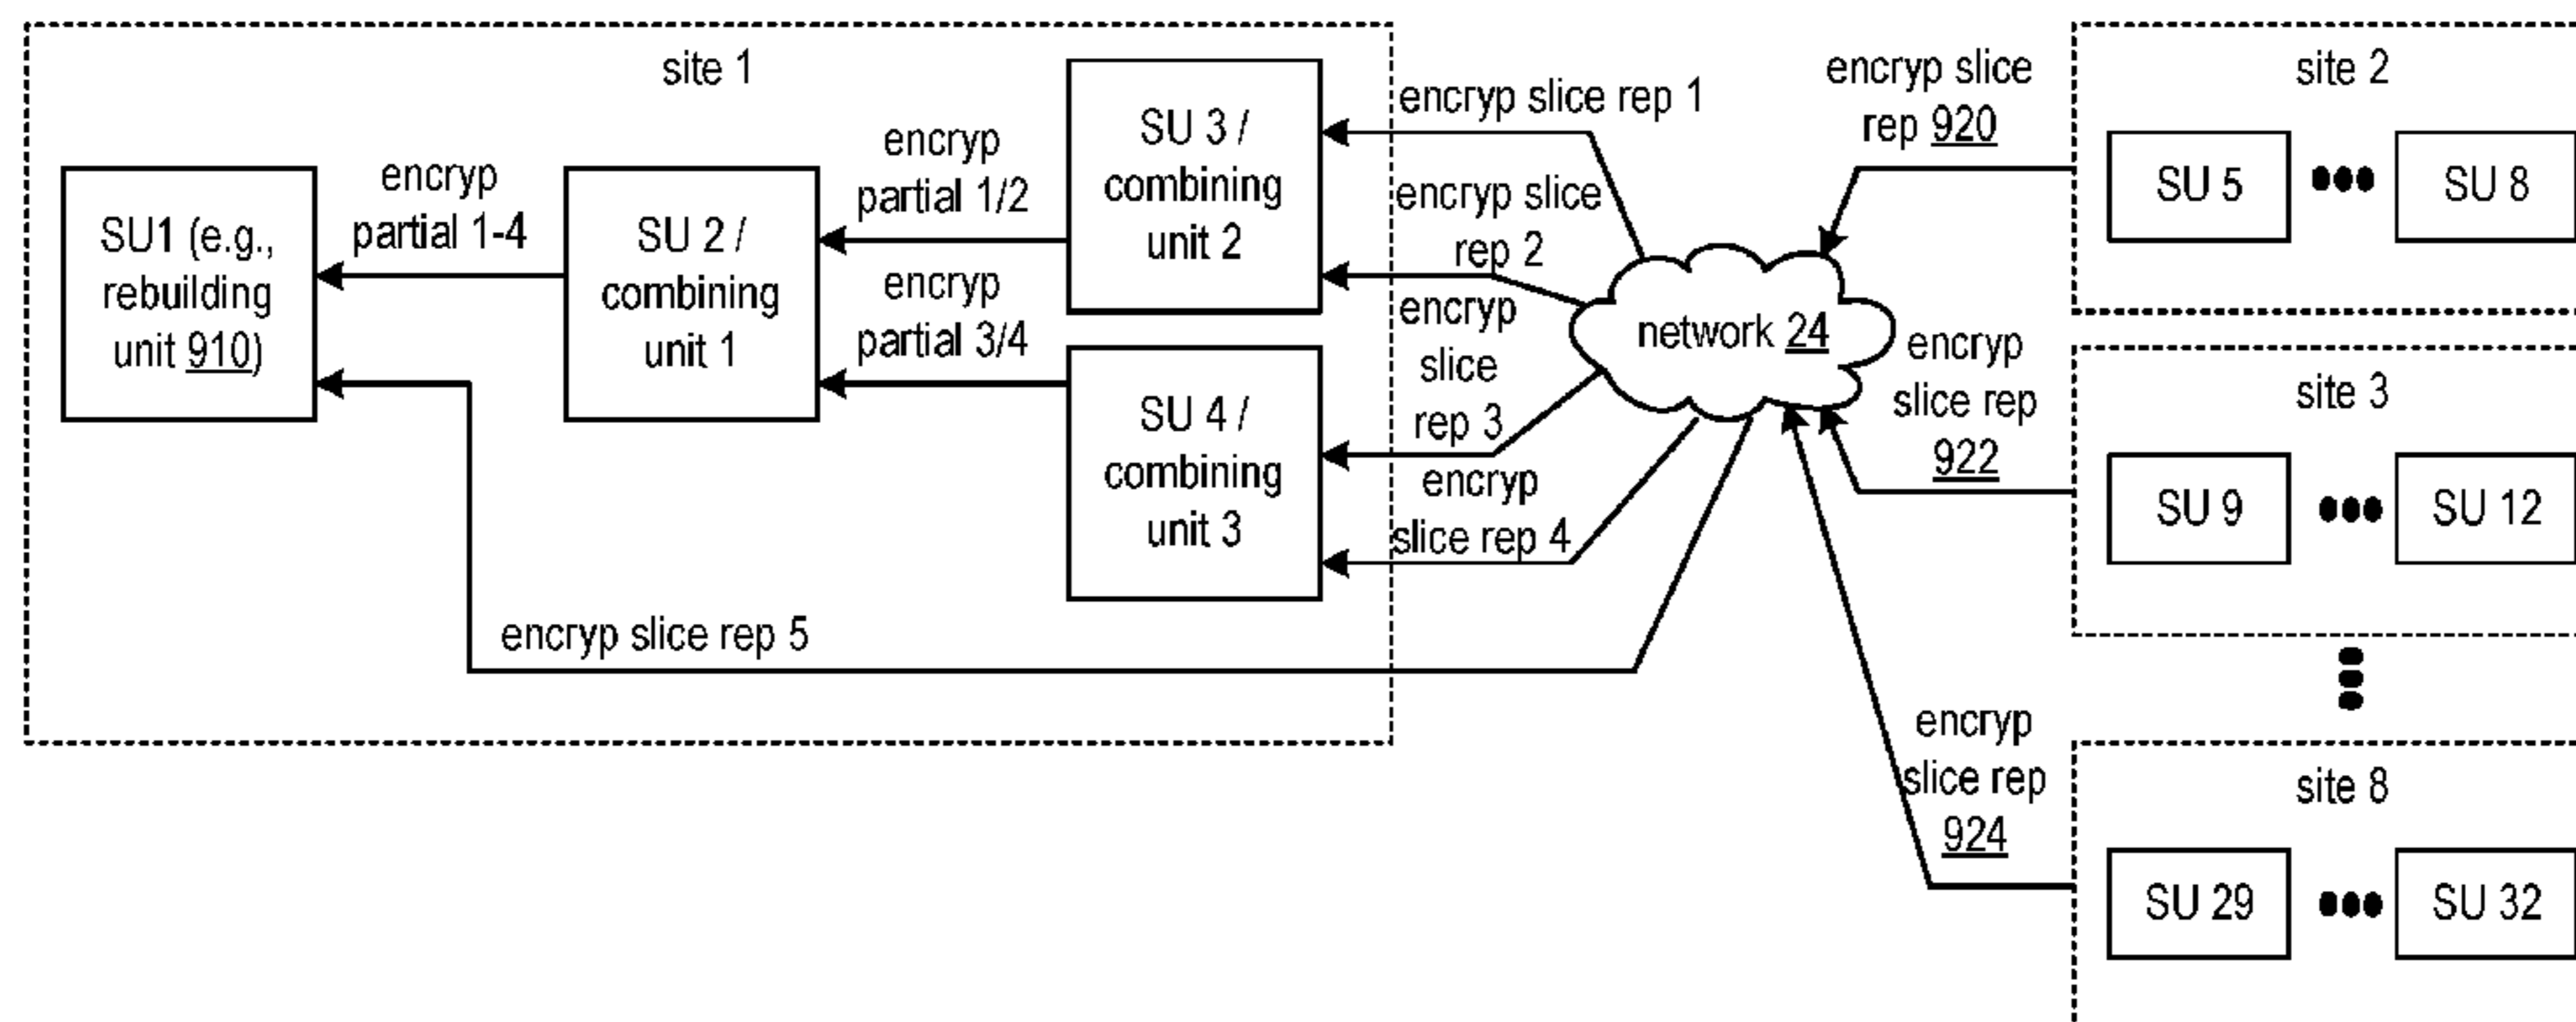 site 1
SU1 (e.g.,
rebuilding
unit 910)
encryp
partial 1-4
SU 2 /
combining
unit 1
encryp
partial 1/2
encryp
partial 3/4
SU 3 /
combining
unit 2
SU 4 /
combining
unit 3
encryp slice rep 5
encryp slice rep 1
encryp slice
rep 2
encryp
slice
rep 3
encryp
slice rep 4
network 24
encryp slice
rep 920
encryp
slice rep
922
encryp
slice rep
924
site 2
SU 5
SU 8
site 3
SU 9
SU 12
site 8
SU 29
SU 32